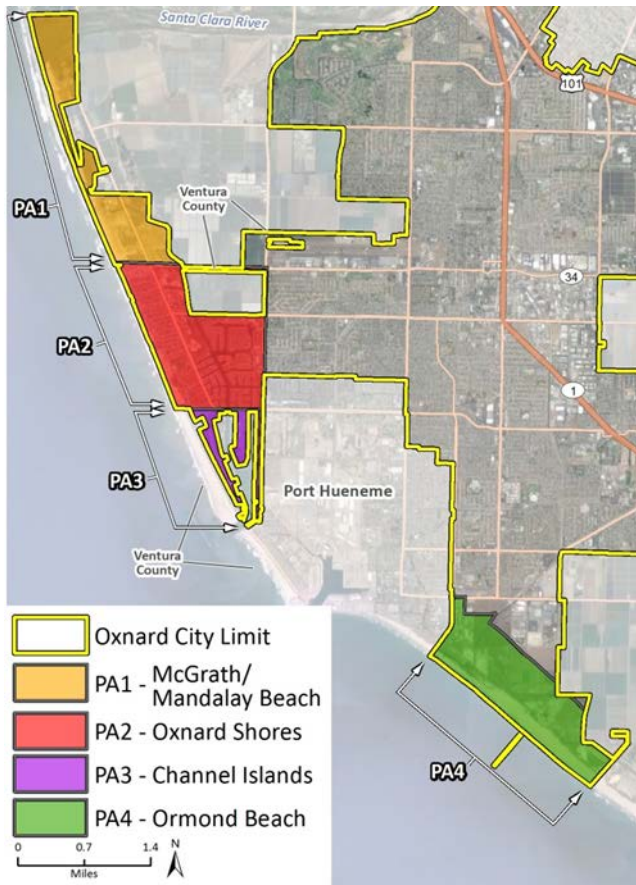 Santa Clara River
101
Ventura
County
PA1
34
PA2
1
PA3
Port Hueneme
Ventura
County
Oxnard City Limit
PA1 - McGrath/
Mandalay Beach
PA2 - Oxnard Shores
PA3 - Channel Islands
PA4 - Ormond Beach
PA4
0 0.7 1.4
Miles
N